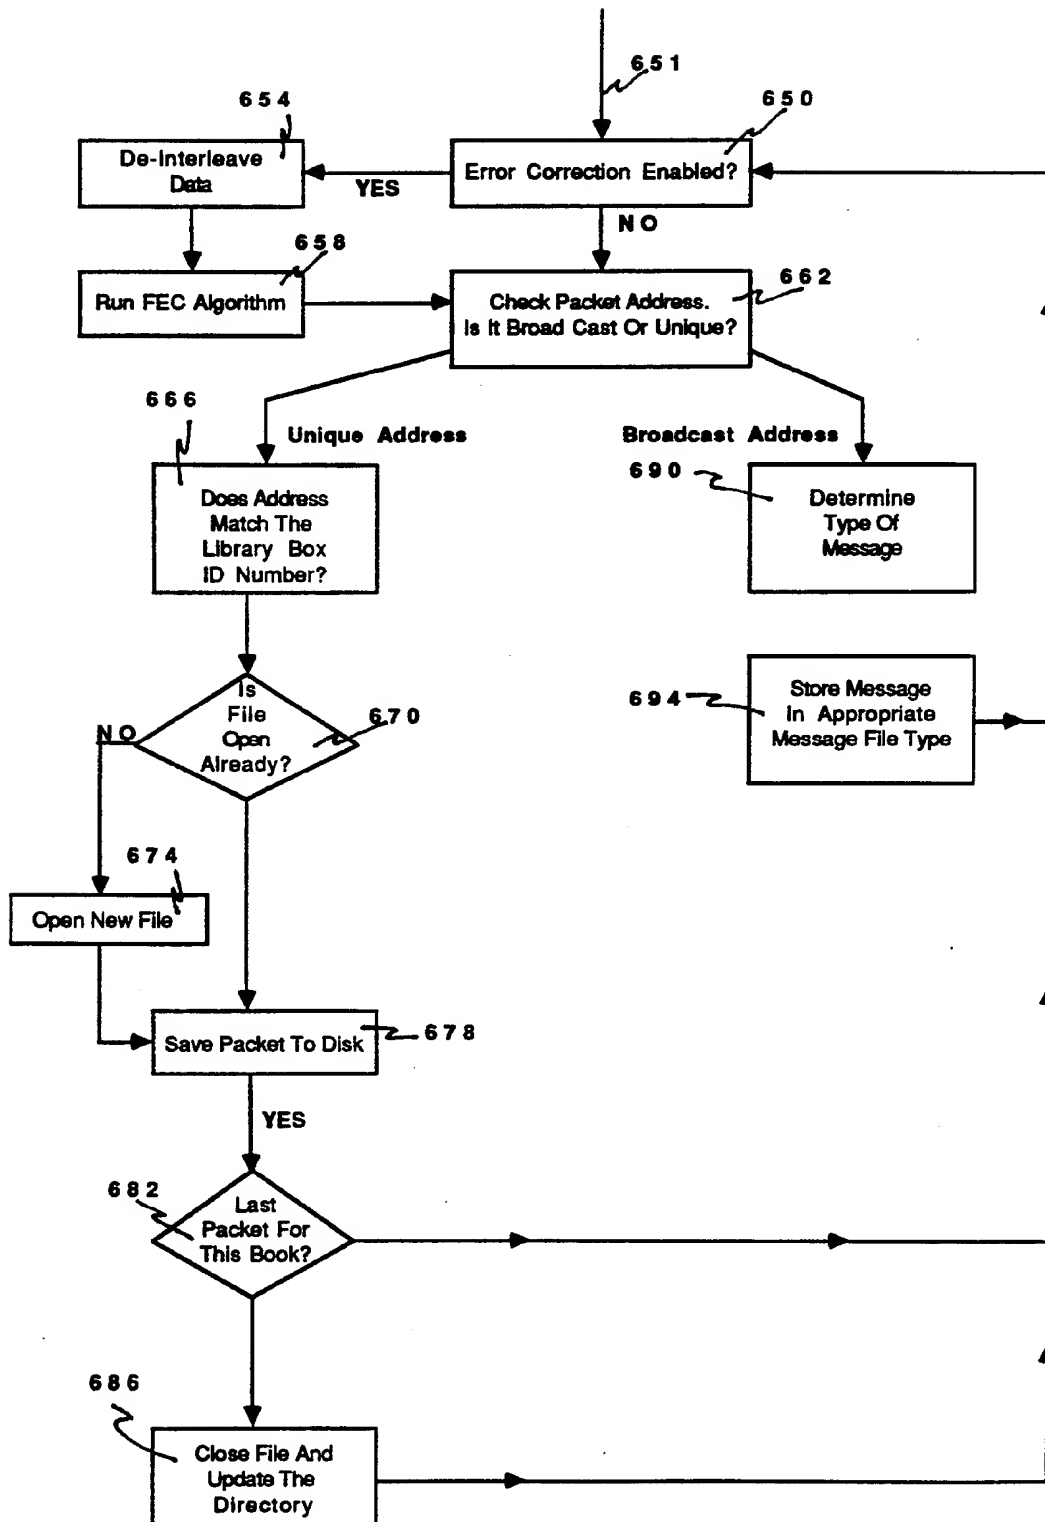 651
654
650
De-Interleave
Data
YES
Error Correction Enabled?
NO
658
Run FEC Algorithm
662
Check Packet Address.
Is It Broad Cast Or Unique?
666
Unique Address
Broadcast Address
690
Does Address
Match The
Library Box
ID Number?
Determine
Type Of
Message
694
Store Message
In Appropriate
Message File Type
Is
File
Open
Already?
670
NO
674
Open New File
Save Packet To Disk
678
YES
682
Last
Packet For
This Book?
686
Close File And
Update The
Directory